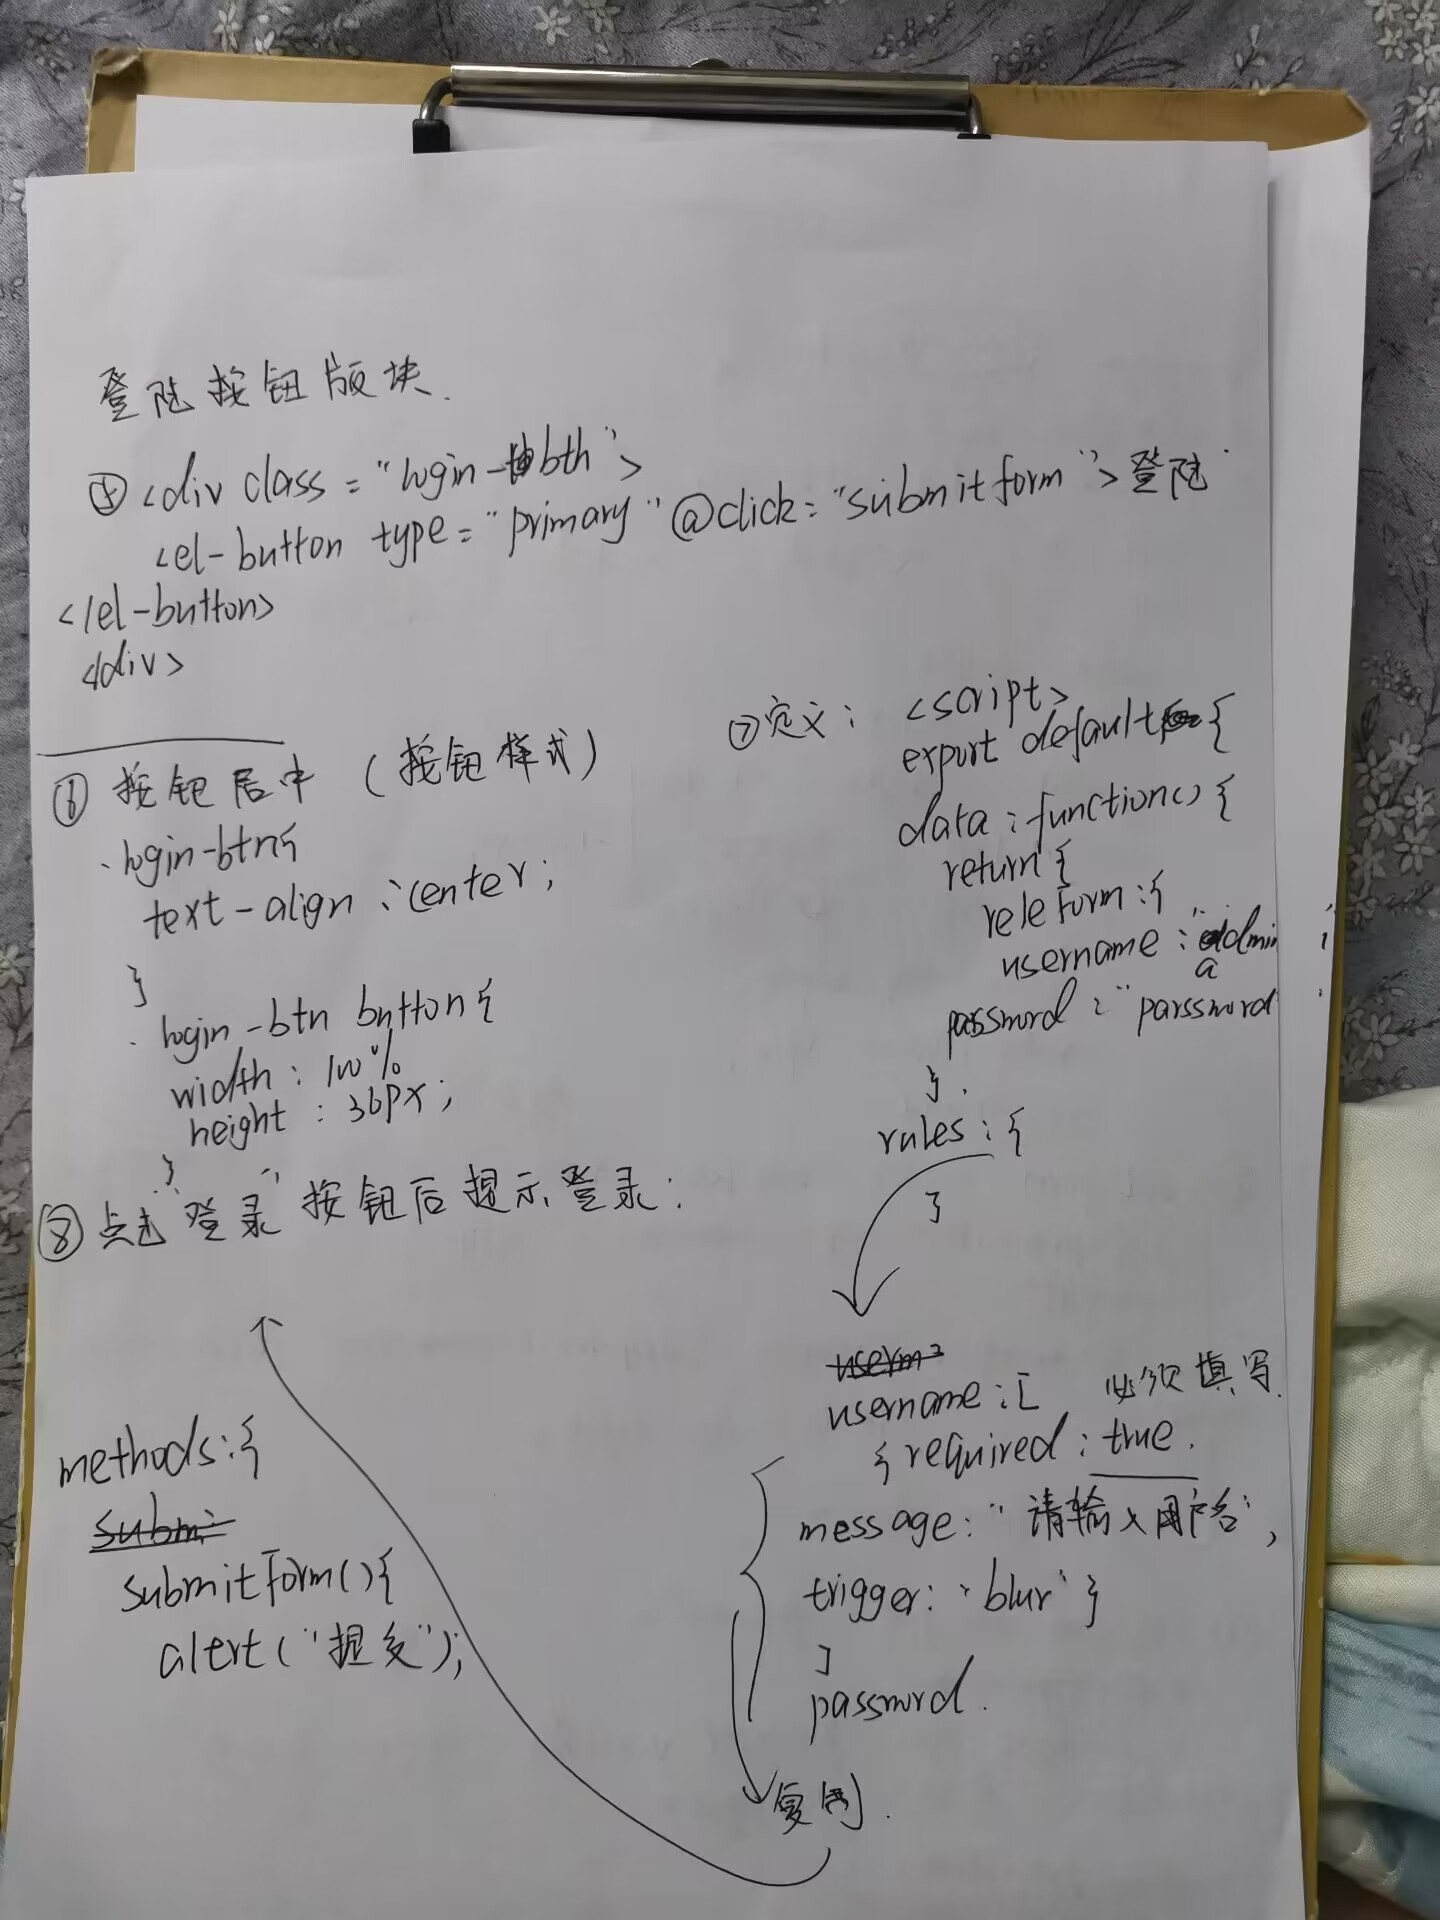 登陆按钮版块.
⑤ <div class = "login-bth">
<el-button type = "primary" @click = "submitform">登陆
</el-button>
</div>
⑥ 按钮居中 (按钮样式)
.login-btn{
text-align : center;
}
.login-btn button{
width : 100%
height : 36px;
}
⑦定义: <script>
export default {
data : function() {
return {
releForm : {
username : "admin
a
password : "parssword
}.
rules : {
}
username : [ 必须填写.
{ required : true.
message: "请输入用户名",
trigger: "blur" }
]
password.
复制.
⑧ 点击"登录"按钮后提示登录:
methods : {
submitForm(){
alert("提交");